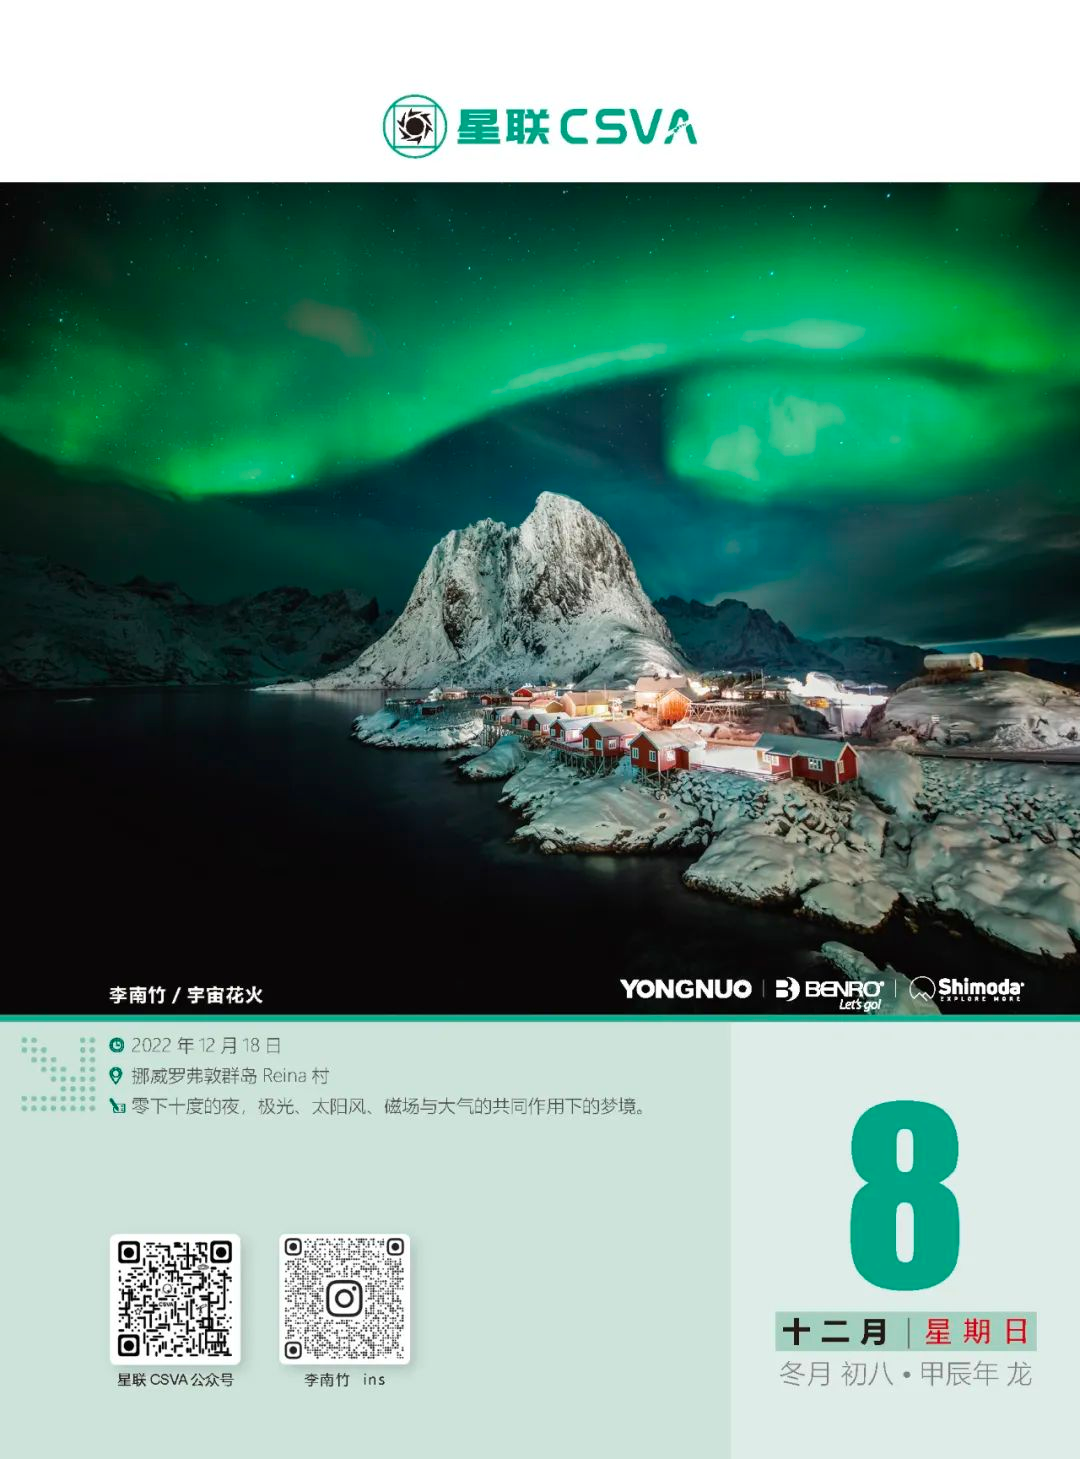 星联CSVA
李南竹 / 宇宙花火
YONGNUO | BENRO Let's go! | Shimoda EXPLORE MORE
2022 年 12 月 18 日
挪威罗弗敦群岛 Reina 村
零下十度的夜，极光、太阳风、磁场与大气的共同作用下的梦境。
8
十二月 | 星期日
冬月 初八 • 甲辰年 龙
星联 CSVA 公众号
李南竹 ins